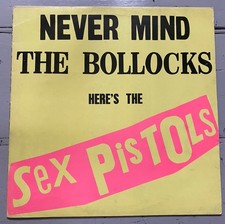 NEVER MIND
THE BOLLOCKS
HERE'S THE
Sex PiSTOLS